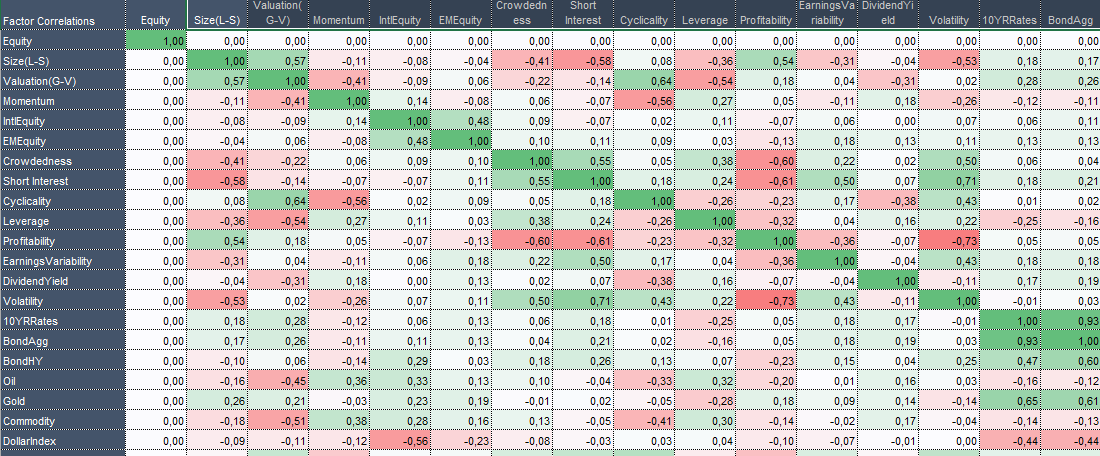 Factor Correlations Equity Size(L-S) Valuation(G-V) Momentum IntlEquity EMEquity Crowdedness Short Interest Cyclicality Leverage Profitability EarningsVariability DividendYield Volatility 10YRRates BondAgg
Equity 1,00 0,00 0,00 0,00 0,00 0,00 0,00 0,00 0,00 0,00 0,00 0,00 0,00 0,00 0,00 0,00
Size(L-S) 0,00 1,00 0,57 -0,11 -0,08 -0,04 -0,41 -0,58 0,08 -0,36 0,54 -0,31 -0,04 -0,53 0,18 0,17
Valuation(G-V) 0,00 0,57 1,00 -0,41 -0,09 0,06 -0,22 -0,14 0,64 -0,54 0,18 0,04 -0,31 0,02 0,28 0,26
Momentum 0,00 -0,11 -0,41 1,00 0,14 -0,08 0,06 -0,07 -0,56 0,27 0,05 -0,11 0,18 -0,26 -0,12 -0,11
IntlEquity 0,00 -0,08 -0,09 0,14 1,00 0,48 0,09 -0,07 0,02 0,11 -0,07 0,06 0,00 0,07 0,06 0,11
EMEquity 0,00 -0,04 0,06 -0,08 0,48 1,00 0,10 0,11 0,09 0,03 -0,13 0,18 0,13 0,11 0,13 0,13
Crowdedness 0,00 -0,41 -0,22 0,06 0,09 0,10 1,00 0,55 0,05 0,38 -0,60 0,22 0,02 0,50 0,06 0,04
Short Interest 0,00 -0,58 -0,14 -0,07 -0,07 0,11 0,55 1,00 0,18 0,24 -0,61 0,50 0,07 0,71 0,18 0,21
Cyclicality 0,00 0,08 0,64 -0,56 0,02 0,09 0,05 0,18 1,00 -0,26 -0,23 0,17 -0,38 0,43 0,01 0,02
Leverage 0,00 -0,36 -0,54 0,27 0,11 0,03 0,38 0,24 -0,26 1,00 -0,32 0,04 0,16 0,22 -0,25 -0,16
Profitability 0,00 0,54 0,18 0,05 -0,07 -0,13 -0,60 -0,61 -0,23 -0,32 1,00 -0,36 -0,07 -0,73 0,05 0,05
EarningsVariability 0,00 -0,31 0,04 -0,11 0,06 0,18 0,22 0,50 0,17 0,04 -0,36 1,00 -0,04 0,43 0,18 0,18
DividendYield 0,00 -0,04 -0,31 0,18 0,00 0,13 0,02 0,07 -0,38 0,16 -0,07 -0,04 1,00 -0,11 0,17 0,19
Volatility 0,00 -0,53 0,02 -0,26 0,07 0,11 0,50 0,71 0,43 0,22 -0,73 0,43 -0,11 1,00 -0,01 0,03
10YRRates 0,00 0,18 0,28 -0,12 0,06 0,13 0,06 0,18 0,01 -0,25 0,05 0,18 0,17 -0,01 1,00 0,93
BondAgg 0,00 0,17 0,26 -0,11 0,11 0,13 0,04 0,21 0,02 -0,16 0,05 0,18 0,19 0,03 0,93 1,00
BondHY 0,00 -0,10 0,06 -0,14 0,29 0,03 0,18 0,26 0,13 0,07 -0,23 0,15 0,04 0,25 0,47 0,60
Oil 0,00 -0,16 -0,45 0,36 0,33 0,13 0,10 -0,04 -0,33 0,32 -0,20 0,01 0,16 0,03 -0,16 -0,12
Gold 0,00 0,26 0,21 -0,03 0,23 0,19 -0,01 0,02 -0,05 -0,28 0,18 0,09 0,14 -0,14 0,65 0,61
Commodity 0,00 -0,18 -0,51 0,38 0,28 0,16 0,13 -0,05 -0,41 0,30 -0,14 -0,02 0,17 0,00 -0,14 -0,13
DollarIndex 0,00 -0,09 -0,11 -0,12 -0,56 -0,23 -0,08 -0,03 0,03 0,04 -0,10 -0,07 -0,01 0,04 -0,44 -0,44